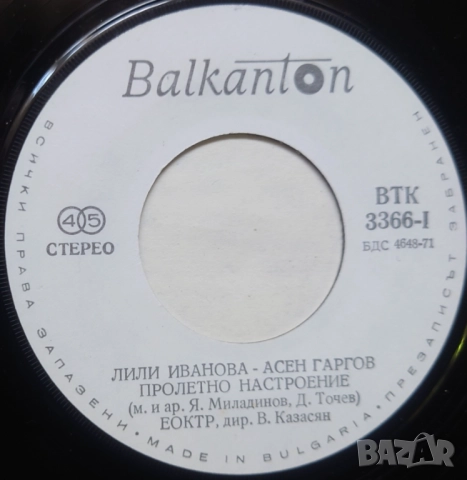 Balkanton
45
СТЕРЕО
ВТК
3366-I
БДС 4648-71
ЛИЛИ ИВАНОВА - АСЕН ГАРГОВ
ПРОЛЕТНО НАСТРОЕНИЕ
(м. и ар. Я. Миладинов, Д. Точев)
ЕОКТР, дир. В. Казасян
ВСИЧКИ ПРАВА ЗАПАЗЕНИ • MADE IN BULGARIA • ПРЕЗАПИСЪТ ЗАБРАНЕН
BAZAR